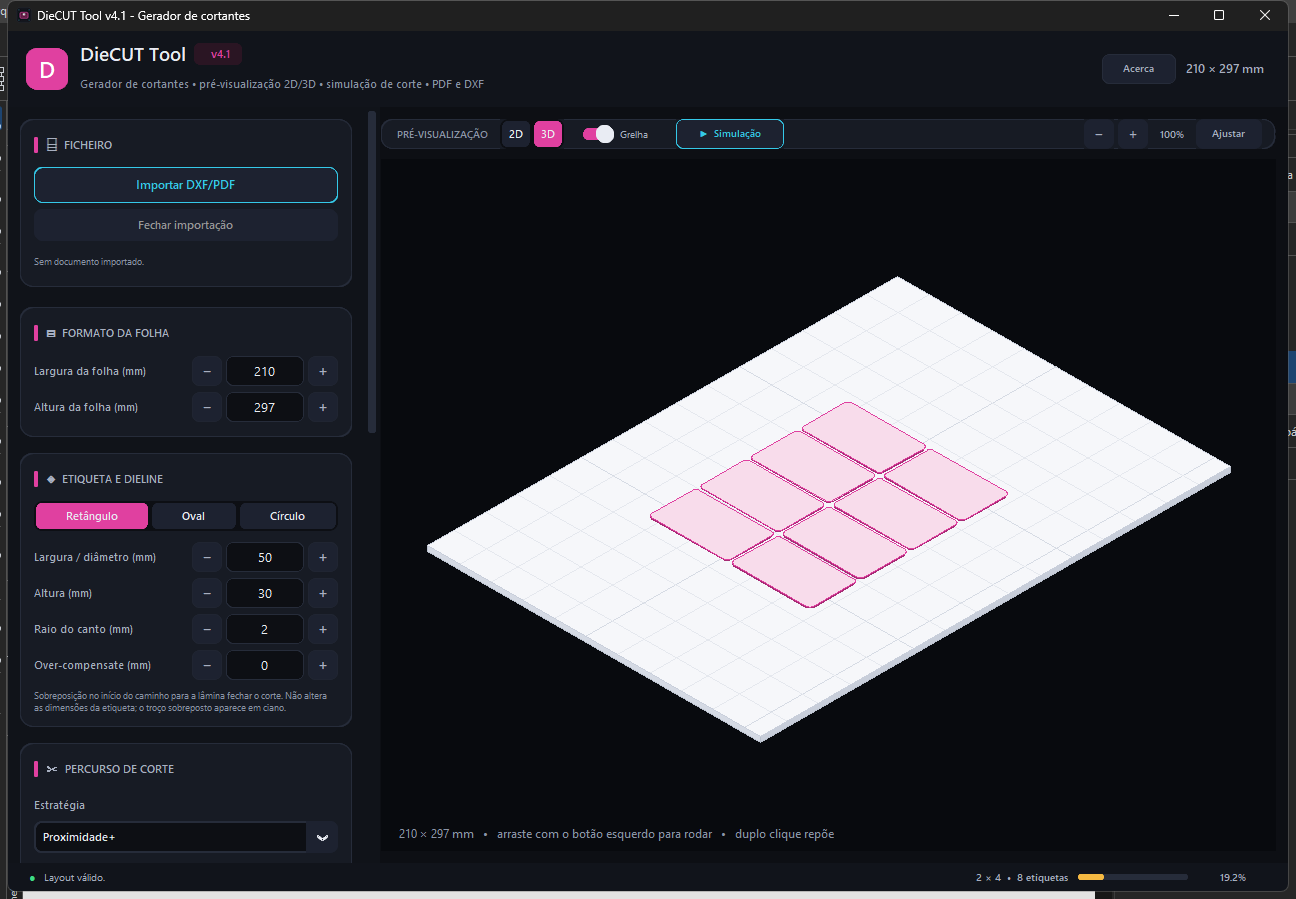 DieCUT Tool v4.1 - Gerador de cortantes
D
DieCUT Tool v4.1
Gerador de cortantes • pré-visualização 2D/3D • simulação de corte • PDF e DXF
Acerca 210 × 297 mm
FICHEIRO
Importar DXF/PDF
Fechar importação
Sem documento importado.
FORMATO DA FOLHA
Largura da folha (mm) − 210 +
Altura da folha (mm) − 297 +
ETIQUETA E DIELINE
Retângulo Oval Círculo
Largura / diâmetro (mm) − 50 +
Altura (mm) − 30 +
Raio do canto (mm) − 2 +
Over-compensate (mm) − 0 +
Sobreposição no início do caminho para a lâmina fechar o corte. Não altera
as dimensões da etiqueta; o troço sobreposto aparece em ciano.
PERCURSO DE CORTE
Estratégia
Proximidade+
PRÉ-VISUALIZAÇÃO 2D 3D Grelha Simulação − + 100% Ajustar
210 × 297 mm • arraste com o botão esquerdo para rodar • duplo clique repõe
Layout válido.
2 × 4 • 8 etiquetas 19.2%